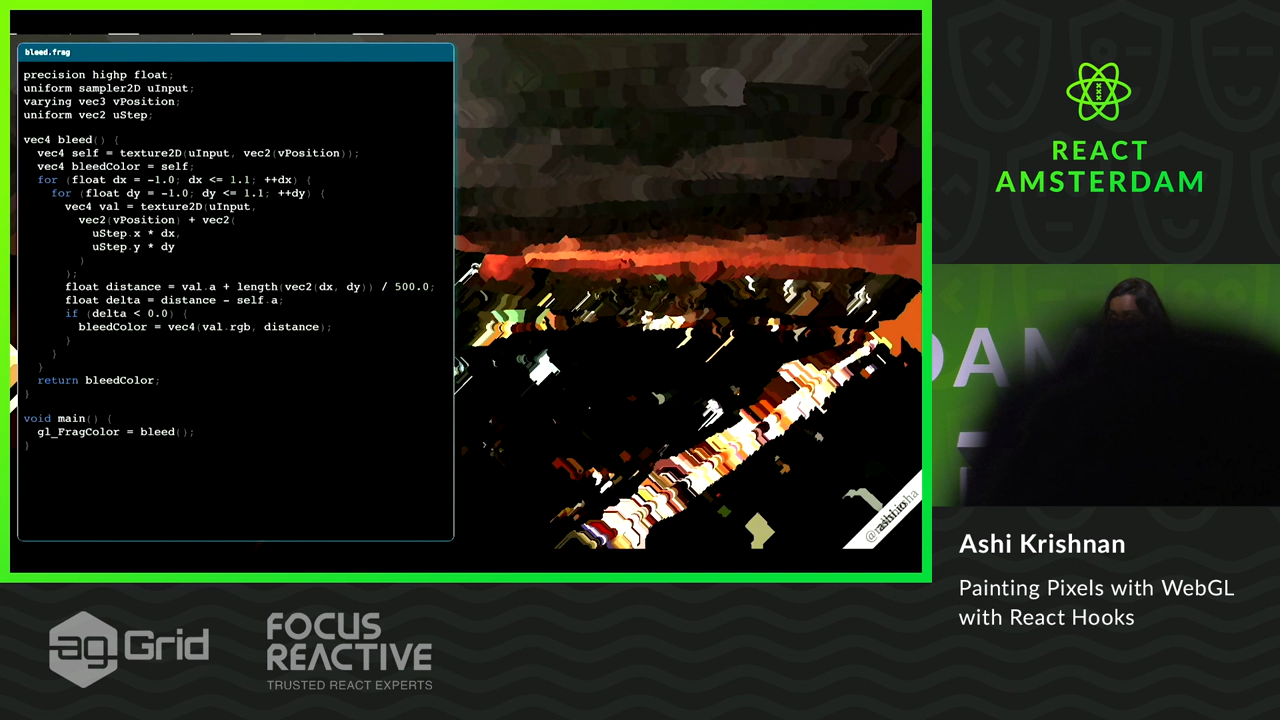 bleed.frag
precision highp float;
uniform sampler2D uInput;
varying vec3 vPosition;
uniform vec2 uStep;
vec4 bleed() {
  vec4 self = texture2D(uInput, vec2(vPosition));
  vec4 bleedColor = self;
  for (float dx = -1.0; dx <= 1.1; ++dx) {
    for (float dy = -1.0; dy <= 1.1; ++dy) {
      vec4 val = texture2D(uInput,
        vec2(vPosition) + vec2(
          uStep.x * dx,
          uStep.y * dy
        )
      );
      float distance = val.a + length(vec2(dx, dy)) / 500.0;
      float delta = distance - self.a;
      if (delta < 0.0) {
        bleedColor = vec4(val.rgb, distance);
      }
    }
  }
  return bleedColor;
}
void main() {
  gl_FragColor = bleed();
}
REACT
AMSTERDAM
DAM
Ashi Krishnan
Painting Pixels with WebGL
with React Hooks
ag Grid
FOCUS
REACTIVE
TRUSTED REACT EXPERTS